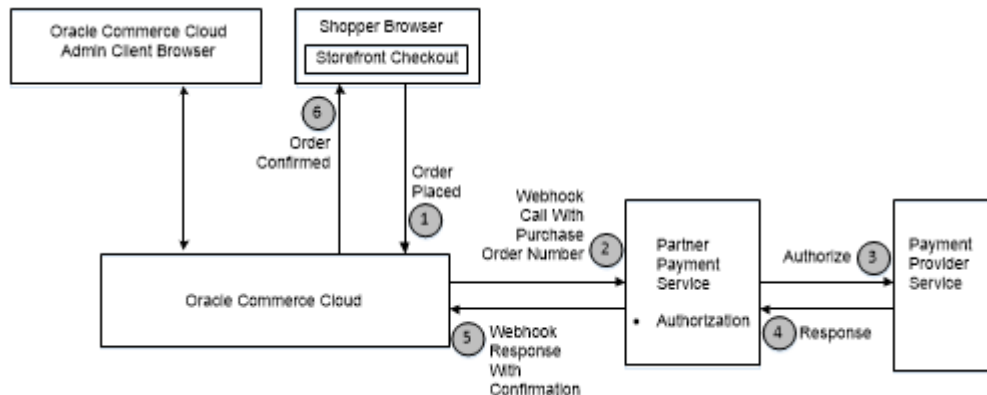 Oracle Commerce Cloud
Admin Client Browser
Shopper Browser
Storefront Checkout
6
Order
Confirmed
Order
Placed
1
Webhook
Call With
Purchase
Order Number
2
Partner
Payment
Service
• Authorization
Authorize
3
Payment
Provider
Service
Oracle Commerce Cloud
5
Webhook
Response
With
Confirmation
4
Response